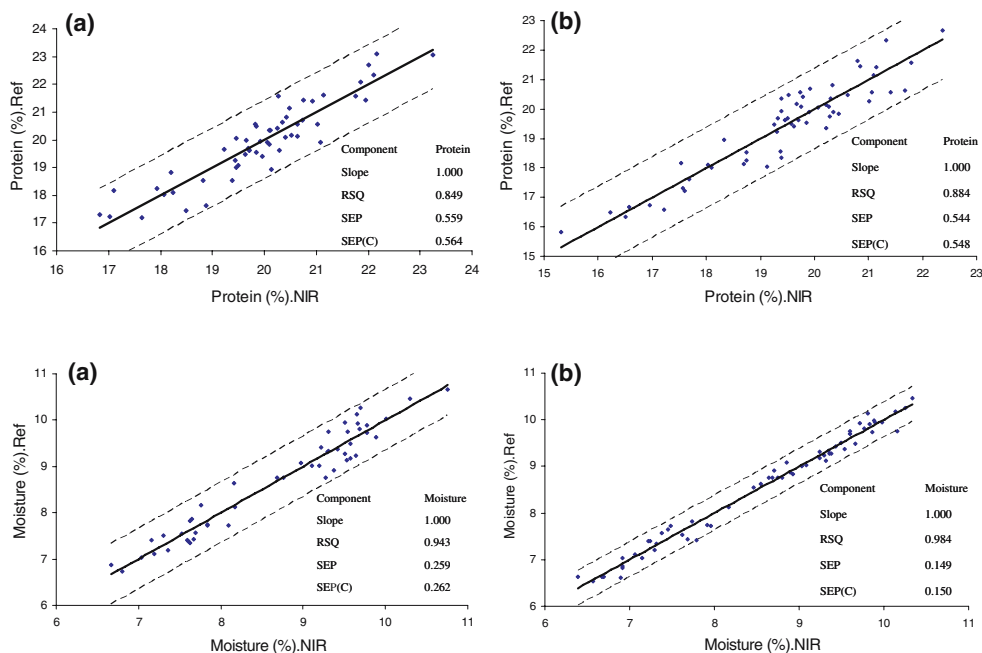 (a)
24
23
22
21
20
19
18
17
16
Protein (%).Ref
Component Protein
Slope 1.000
RSQ 0.849
SEP 0.559
SEP(C) 0.564
16 17 18 19 20 21 22 23 24
Protein (%).NIR
(b)
23
22
21
20
19
18
17
16
15
Protein (%).Ref
Component Protein
Slope 1.000
RSQ 0.884
SEP 0.544
SEP(C) 0.548
15 16 17 18 19 20 21 22 23
Protein (%).NIR
(a)
11
10
9
8
7
6
Moisture (%).Ref
Component Moisture
Slope 1.000
RSQ 0.943
SEP 0.259
SEP(C) 0.262
6 7 8 9 10 11
Moisture (%).NIR
(b)
11
10
9
8
7
6
Moisture (%).Ref
Component Moisture
Slope 1.000
RSQ 0.984
SEP 0.149
SEP(C) 0.150
6 7 8 9 10 11
Moisture (%).NIR